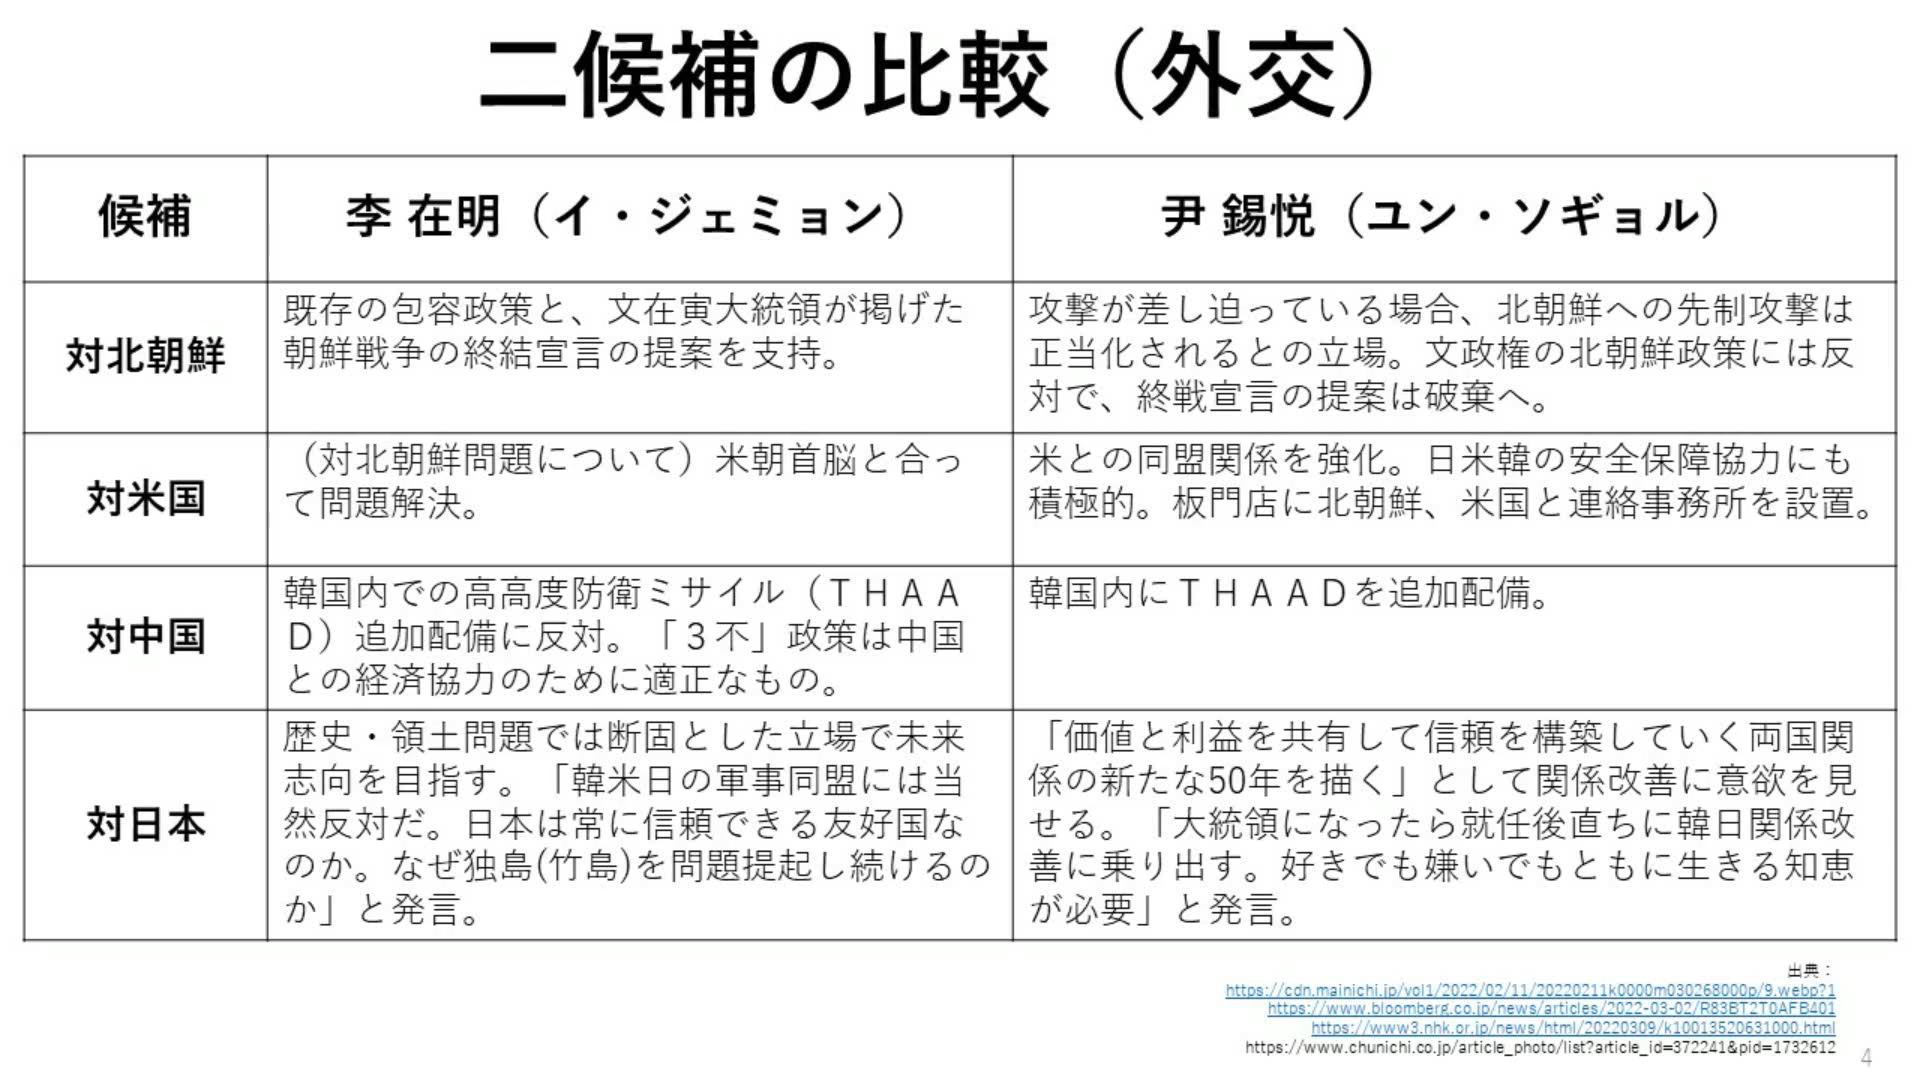 二候補の比較（外交）
候補
李 在明（イ・ジェミョン）
尹 錫悦（ユン・ソギョル）
対北朝鮮
既存の包容政策と、文在寅大統領が掲げた
朝鮮戦争の終結宣言の提案を支持。
攻撃が差し迫っている場合、北朝鮮への先制攻撃は
正当化されるとの立場。文政権の北朝鮮政策には反
対で、終戦宣言の提案は破棄へ。
対米国
（対北朝鮮問題について）米朝首脳と合っ
て問題解決。
米との同盟関係を強化。日米韓の安全保障協力にも
積極的。板門店に北朝鮮、米国と連絡事務所を設置。
対中国
韓国内での高高度防衛ミサイル（ＴＨＡＡ
Ｄ）追加配備に反対。「３不」政策は中国
との経済協力のために適正なもの。
韓国内にＴＨＡＡＤを追加配備。
対日本
歴史・領土問題では断固とした立場で未来
志向を目指す。「韓米日の軍事同盟には当
然反対だ。日本は常に信頼できる友好国な
のか。なぜ独島(竹島)を問題提起し続けるの
か」と発言。
「価値と利益を共有して信頼を構築していく両国関
係の新たな50年を描く」として関係改善に意欲を見
せる。「大統領になったら就任後直ちに韓日関係改
善に乗り出す。好きでも嫌いでもともに生きる知恵
が必要」と発言。
出典：
https://cdn.mainichi.jp/vol1/2022/02/11/20220211k0000m030268000p/9.webp?1
https://www.bloomberg.co.jp/news/articles/2022-03-02/R83BT2T0AFB401
https://www3.nhk.or.jp/news/html/20220309/k10013520631000.html
https://www.chunichi.co.jp/article_photo/list?article_id=372241&pid=1732612
4